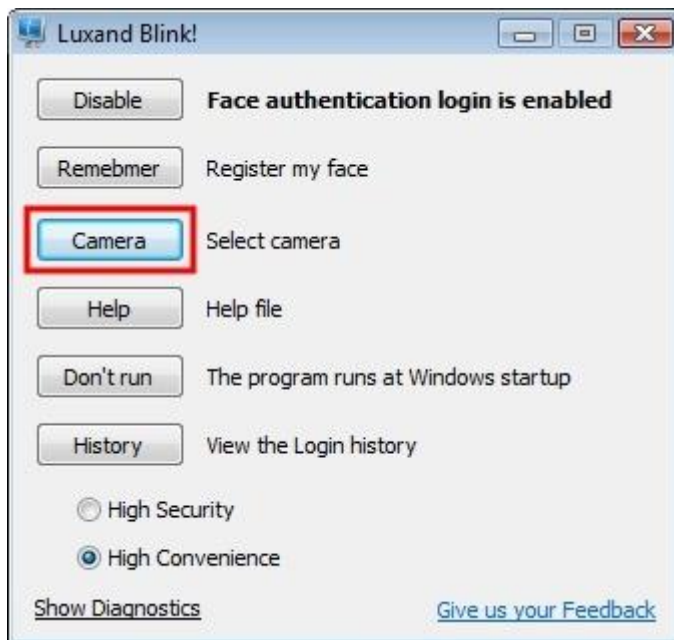 Luxand Blink!
Disable Face authentication login is enabled
Remebmer Register my face
Camera Select camera
Help Help file
Don't run The program runs at Windows startup
History View the Login history
High Security
High Convenience
Show Diagnostics Give us your Feedback